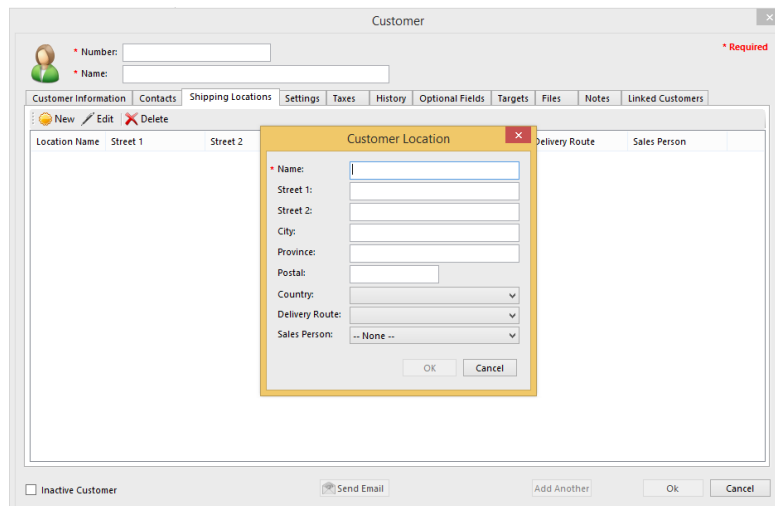 Customer
* Number:
* Required
* Name:
Customer Information Contacts Shipping Locations Settings Taxes History Optional Fields Targets Files Notes Linked Customers
New Edit Delete
Location Name Street 1 Street 2 Delivery Route Sales Person
Customer Location
* Name:
Street 1:
Street 2:
City:
Province:
Postal:
Country:
Delivery Route:
Sales Person: -- None --
OK Cancel
Inactive Customer Send Email Add Another Ok Cancel